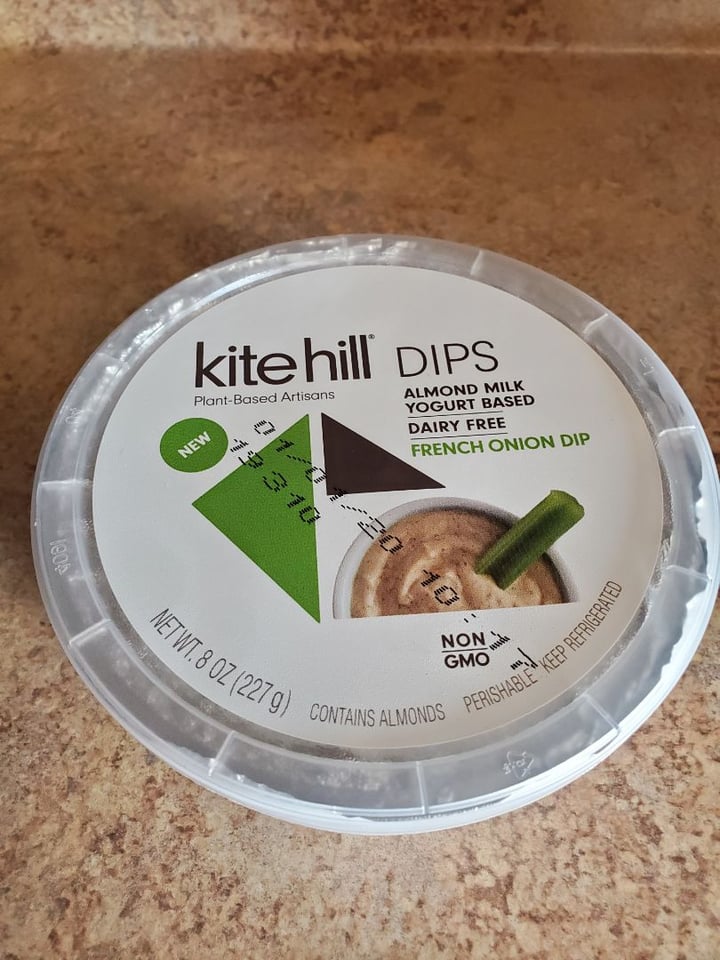 kite hill® DIPS
Plant-Based Artisans
ALMOND MILK
YOGURT BASED
DAIRY FREE
FRENCH ONION DIP
NEW
NON
GMO
NET WT. 8 OZ (227 g)
CONTAINS ALMONDS
PERISHABLE KEEP REFRIGERATED